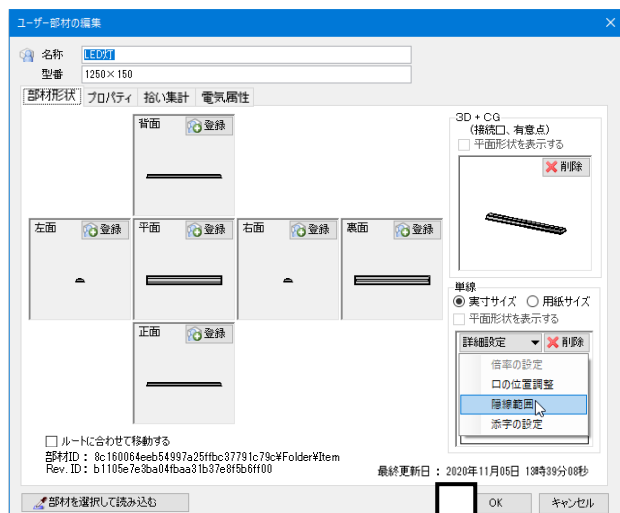 ユーザー部材の編集
名称 LED灯
型番 1250×150
部材形状 プロパティ 拾い集計 電気属性
背面 登録
左面 登録
平面 登録
右面 登録
裏面 登録
正面 登録
3D + CG
(接続口、有意点)
平面形状を表示する
削除
単線
実寸サイズ 用紙サイズ
平面形状を表示する
詳細設定 削除
倍率の設定
口の位置調整
隠線範囲
添字の設定
ルートに合わせて移動する
部材ID : 8c160064eeb54997a25ffbc37791c79c¥Folder¥Item
Rev. ID : b1105e7e3ba04fbaa31b37e8f5b6ff00
最終更新日 : 2020年11月05日 13時39分08秒
部材を選択して読み込む
OK キャンセル